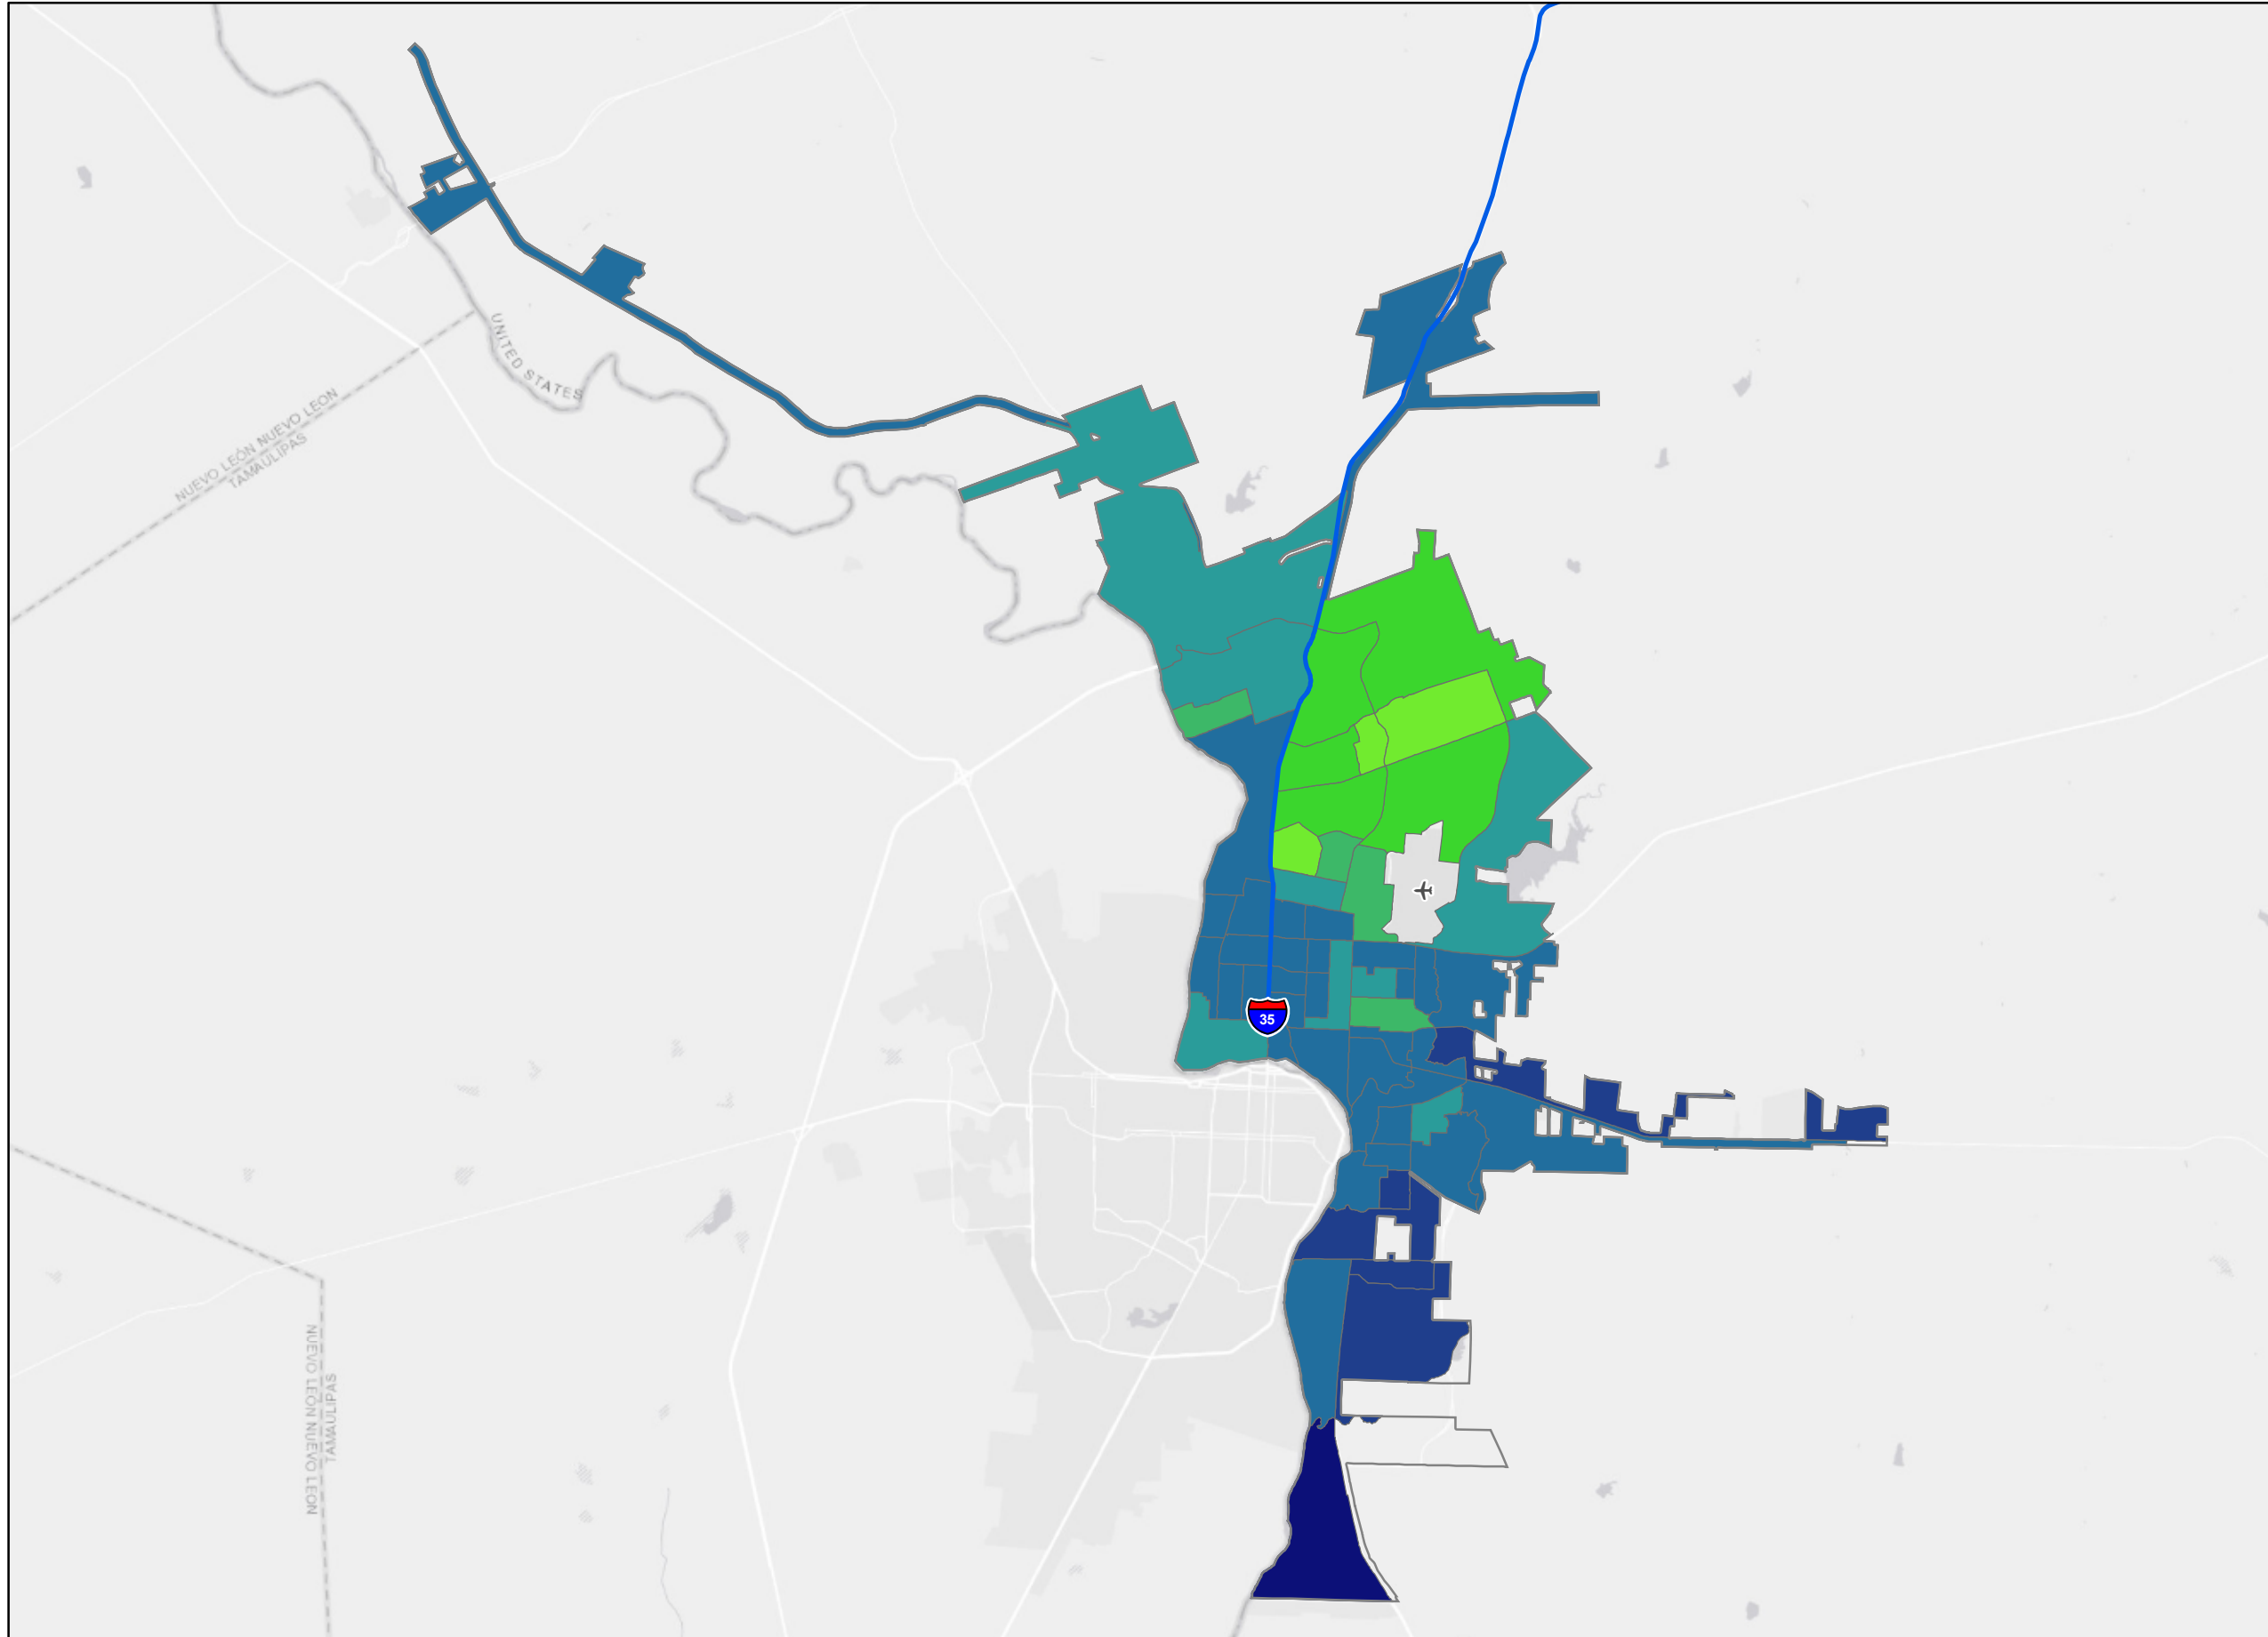 UNITED STATES
NUEVO LEÓN NUEVO LEON
TAMAULIPAS
35
NUEVO LEÓN NUEVO LEON
TAMAULIPAS